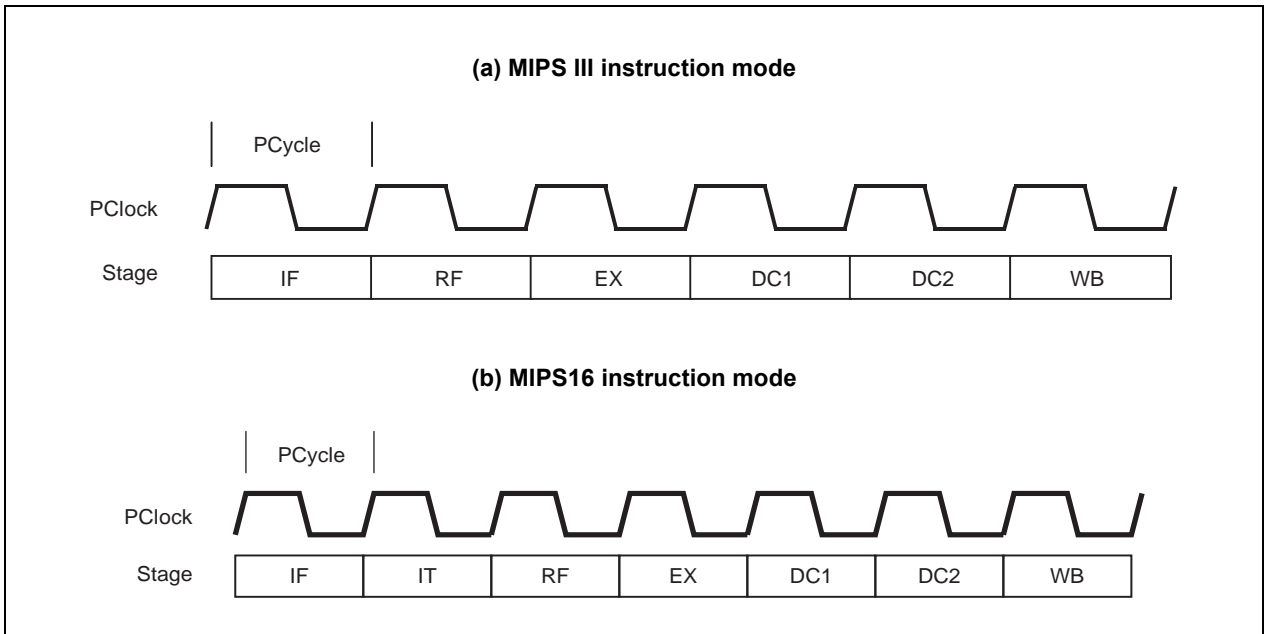 (a) MIPS III instruction mode
PCycle
PClock
Stage IF RF EX DC1 DC2 WB
(b) MIPS16 instruction mode
PCycle
PClock
Stage IF IT RF EX DC1 DC2 WB